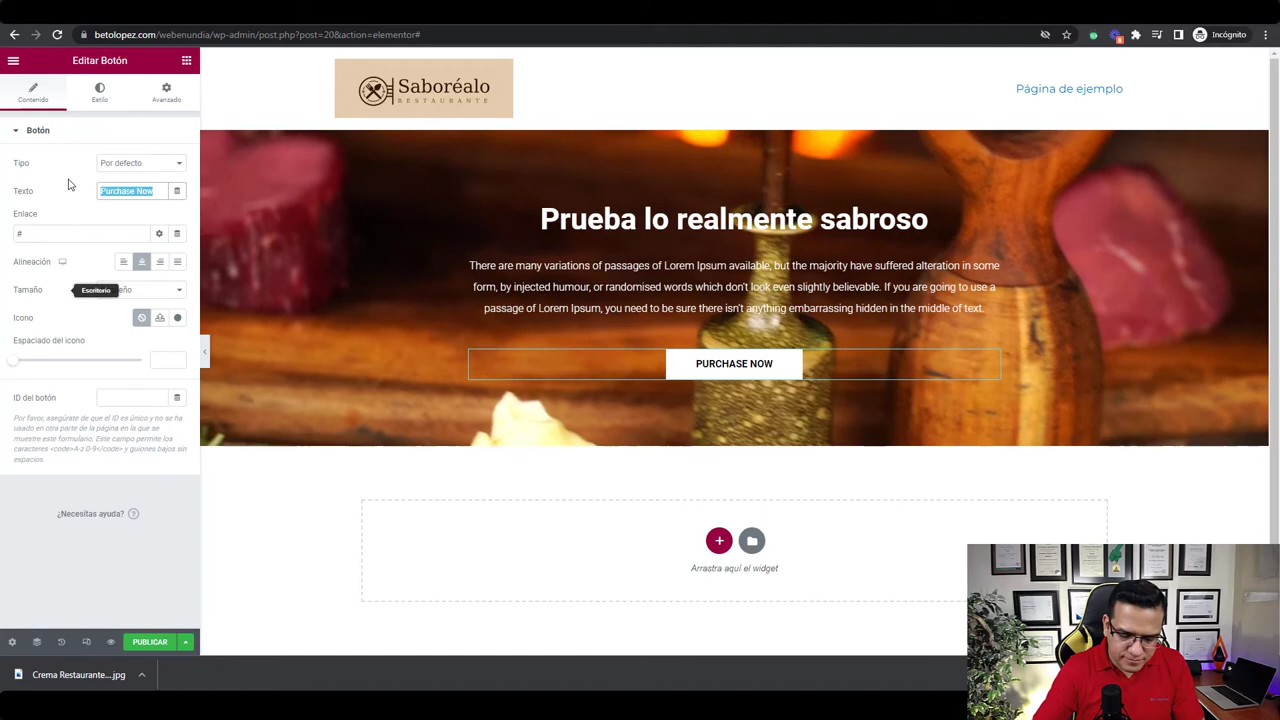 betolopez.com/webenundia/wp-admin/post.php?post=20&action=elementor#
Incógnito
Editar Botón
Contenido
Estilo
Avanzado
Botón
Tipo
Por defecto
Texto
Purchase Now
Enlace
#
Alineación
Tamaño
Escritorio
Icono
Espaciado del icono
ID del botón
Por favor, asegúrate de que el ID es único y no se ha
usado en otra parte de la página en la que se
muestre este formulario. Este campo permite los
caracteres <code>A-z 0-9</code> y guiones bajos sin
espacios.
¿Necesitas ayuda?
PUBLICAR
Saboréalo
RESTAURANTE
Página de ejemplo
Prueba lo realmente sabroso
There are many variations of passages of Lorem Ipsum available, but the majority have suffered alteration in some
form, by injected humour, or randomised words which don't look even slightly believable. If you are going to use a
passage of Lorem Ipsum, you need to be sure there isn't anything embarrassing hidden in the middle of text.
PURCHASE NOW
Arrastra aquí el widget
Crema Restaurante....jpg